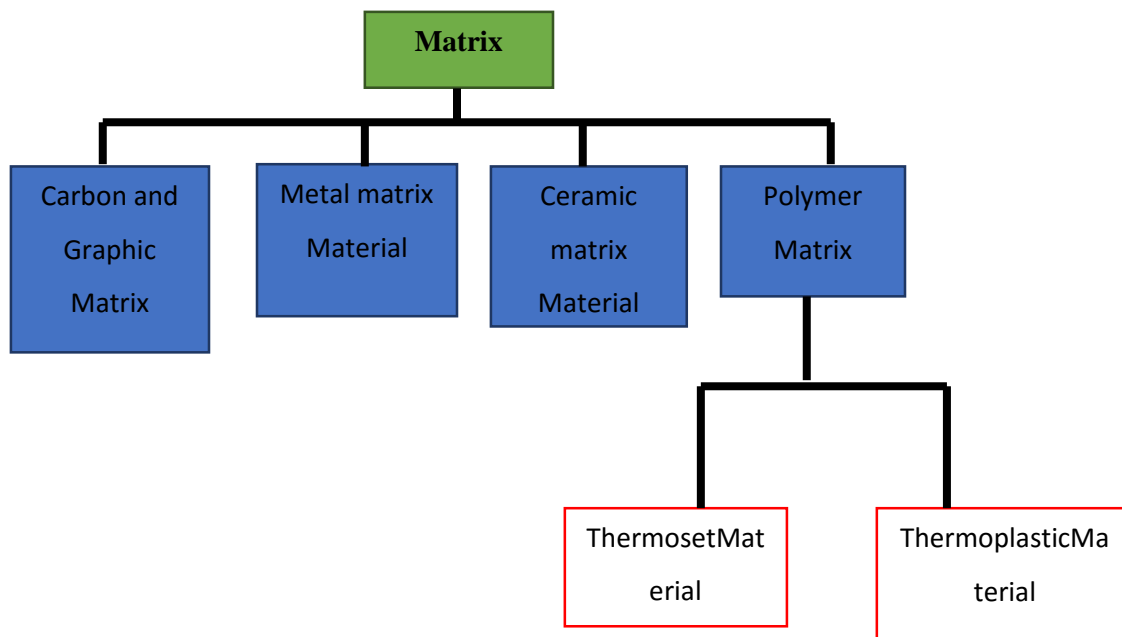 Matrix
Carbon and
Graphic
Matrix
Metal matrix
Material
Ceramic
matrix
Material
Polymer
Matrix
ThermosetMat
erial
ThermoplasticMa
terial